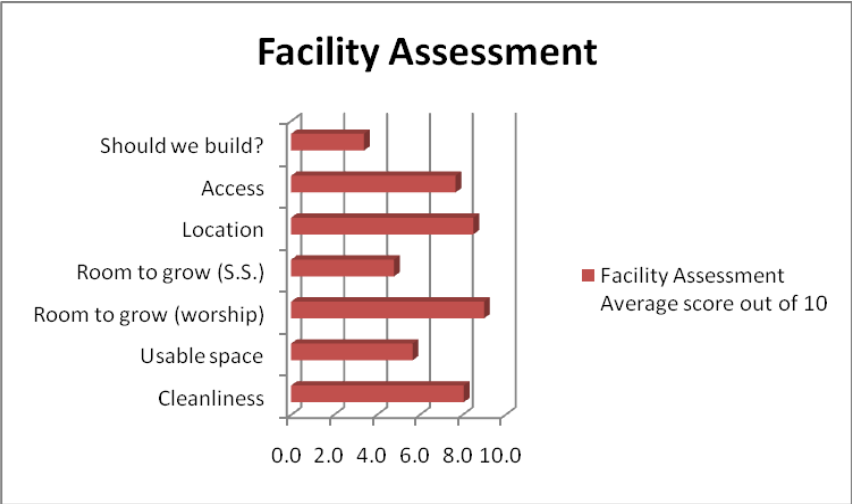 Facility Assessment
Should we build?
Access
Location
Room to grow (S.S.)
Room to grow (worship)
Usable space
Cleanliness
0.0 2.0 4.0 6.0 8.0 10.0
Facility Assessment
Average score out of 10